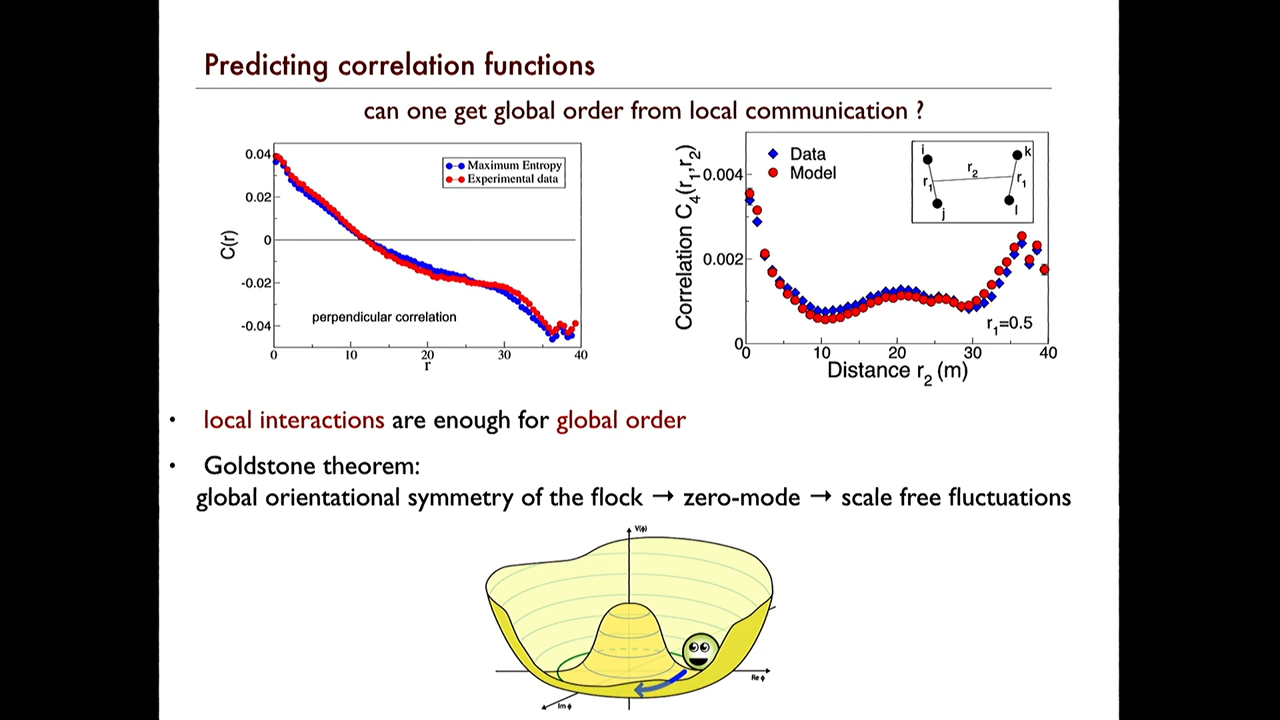 Predicting correlation functions
can one get global order from local communication ?
0.04
0.02
0
-0.02
-0.04
C(r)
Maximum Entropy
Experimental data
perpendicular correlation
0 10 20 30 40
r
Correlation C4(r1,r2)
0.004
0.002
0
Data
Model
i
k
r2
r1
r1
j
l
r1=0.5
0 10 20 30 40
Distance r2 (m)
• local interactions are enough for global order
• Goldstone theorem:
global orientational symmetry of the flock → zero-mode → scale free fluctuations
V(ϕ)
Re ϕ
Im ϕ